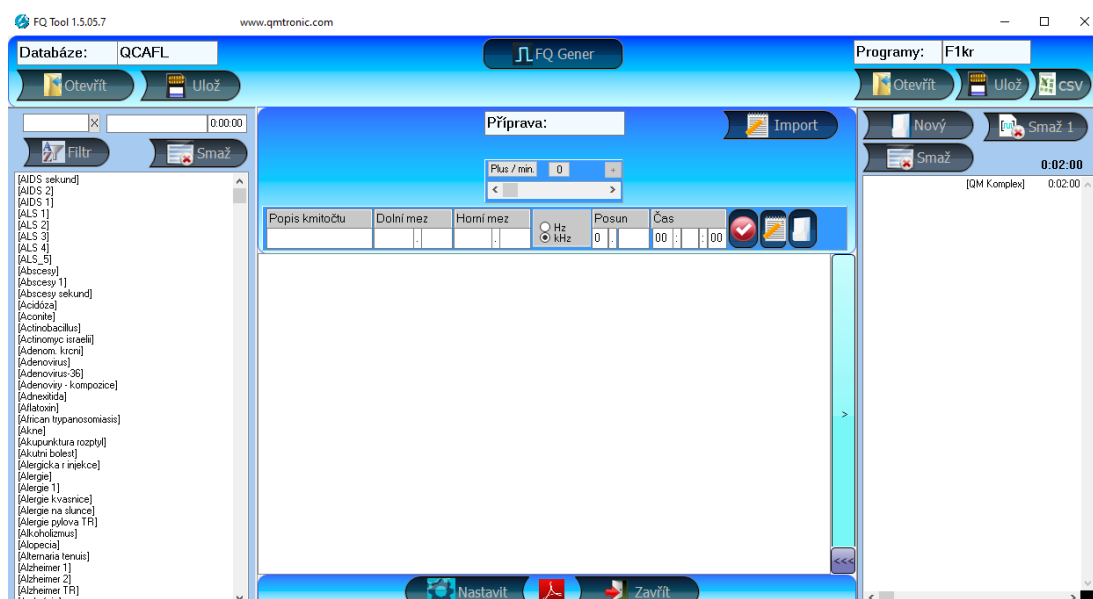 FQ Tool 1.5.05.7
www.qmtronic.com
Databáze: QCAFL
Otevřít
Ulož
FQ Gener
Programy: F1kr
Otevřít
Ulož
CSV
X
0:00:00
Filtr
Smaž
[AIDS sekund]
[AIDS 2]
[AIDS 1]
[ALS 1]
[ALS 2]
[ALS 3]
[ALS 4]
[ALS_5]
[Abscesy]
[Abscesy 1]
[Abscesy sekund]
[Acidóza]
[Aconite]
[Actinobacillus]
[Actinomyc israelii]
[Adenom. krcni]
[Adenovirus]
[Adenovirus-36]
[Adenoviry - kompozice]
[Adnexitida]
[Aflatoxin]
[African trypanosomiasis]
[Akne]
[Akupunktura rozptyl]
[Akutni bolest]
[Alergicka r injekce]
[Alergie]
[Alergie 1]
[Alergie kvasnice]
[Alergie na slunce]
[Alergie pylova TR]
[Alkoholizmus]
[Alopecia]
[Alternaria tenuis]
[Alzheimer 1]
[Alzheimer 2]
[Alzheimer TR]
Příprava:
Import
Plus / min. 0 +
< >
Popis kmitočtu Dolní mez Horní mez Hz kHz Posun Čas
. . 0 . 00 : : 00
>
<<<
Nastavit
Zavřít
Nový
Smaž 1
Smaž
0:02:00
[QM Komplex] 0:02:00